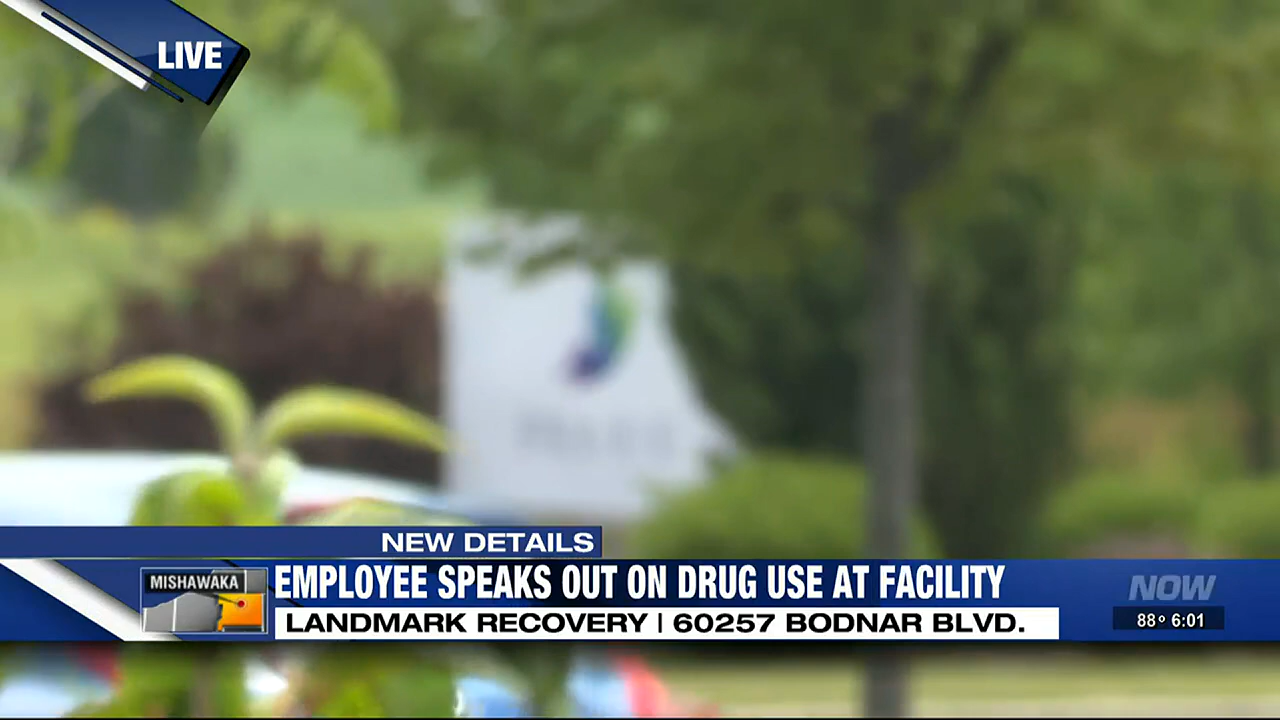 LIVE
NEW DETAILS
MISHAWAKA
EMPLOYEE SPEAKS OUT ON DRUG USE AT FACILITY
LANDMARK RECOVERY | 60257 BODNAR BLVD.
NOW
88° 6:01